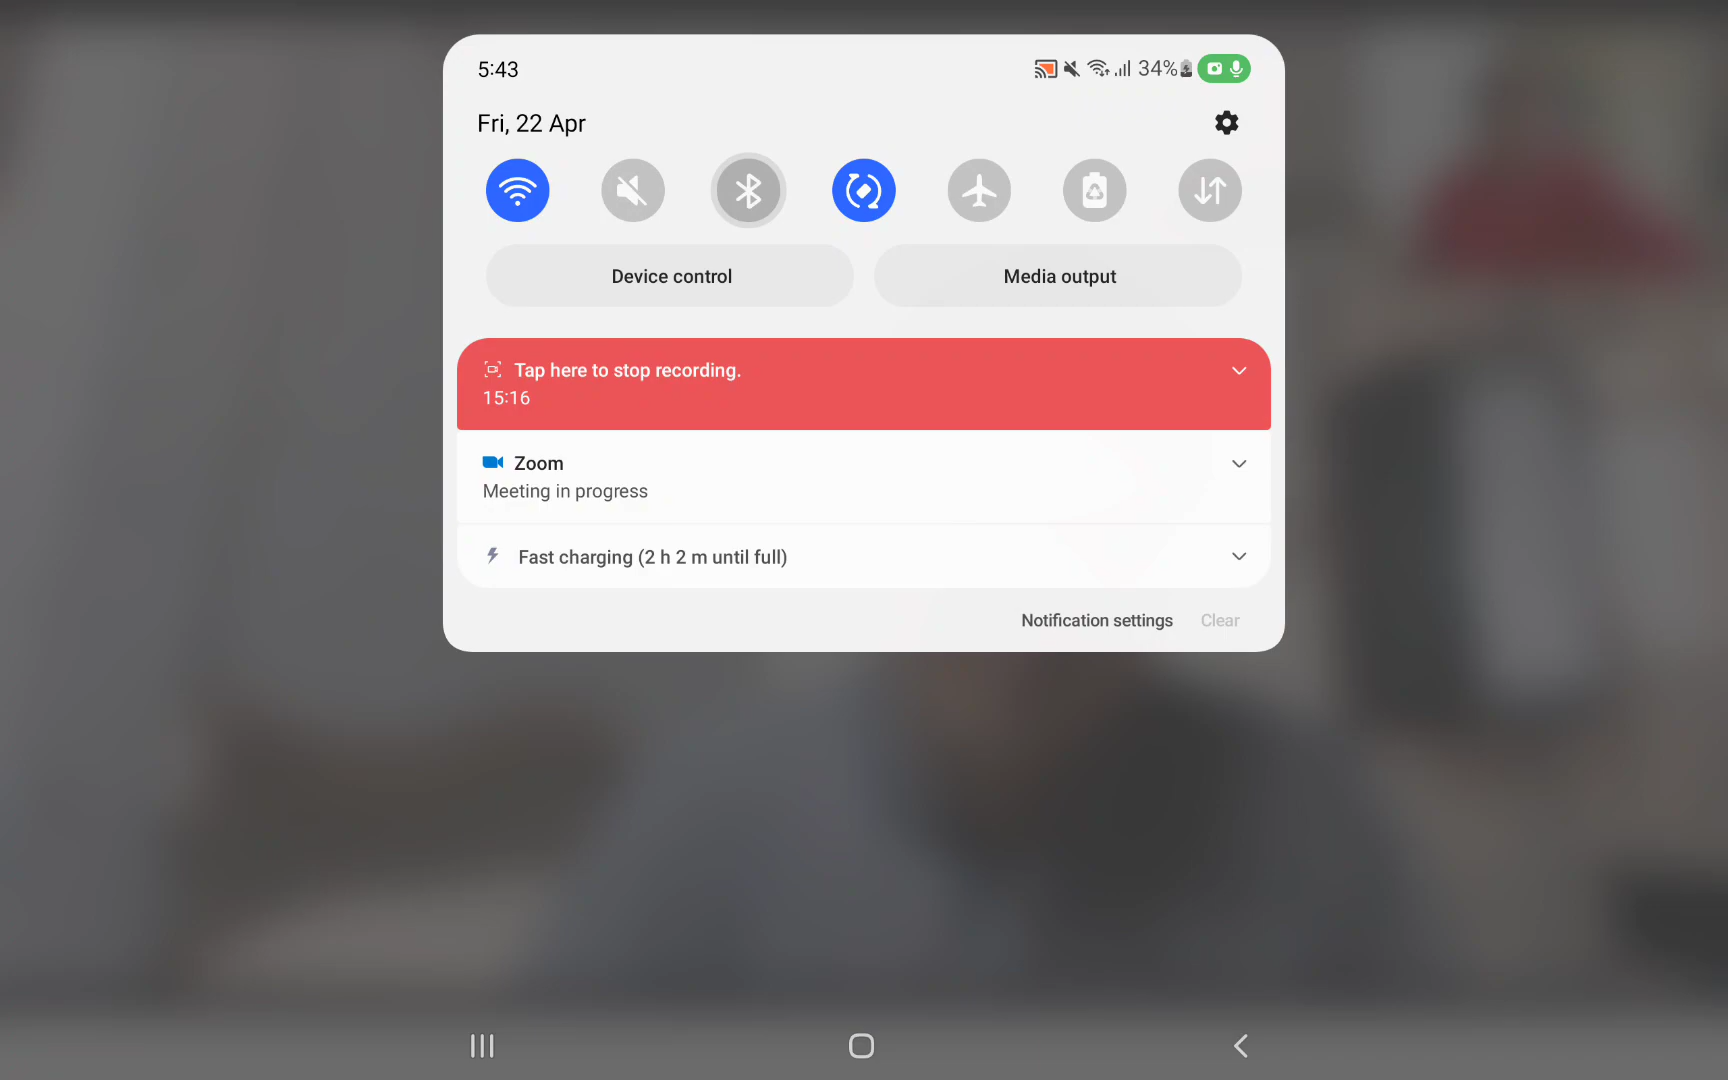 5:43
34%
Fri, 22 Apr
Device control
Media output
Tap here to stop recording.
15:16
Zoom
Meeting in progress
Fast charging (2 h 2 m until full)
Notification settings
Clear